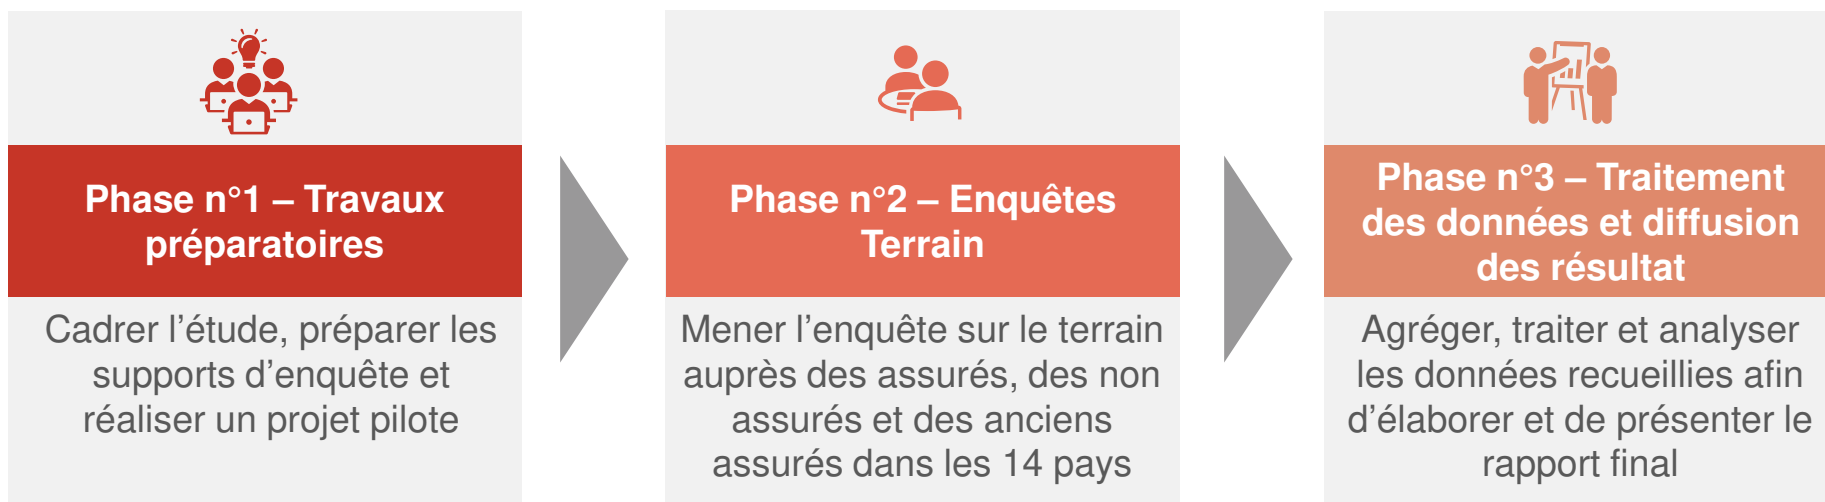 Phase n°1 – Travaux
préparatoires
Cadrer l’étude, préparer les
supports d’enquête et
réaliser un projet pilote
Phase n°2 – Enquêtes
Terrain
Mener l’enquête sur le terrain
auprès des assurés, des non
assurés et des anciens
assurés dans les 14 pays
Phase n°3 – Traitement
des données et diffusion
des résultat
Agréger, traiter et analyser
les données recueillies afin
d’élaborer et de présenter le
rapport final